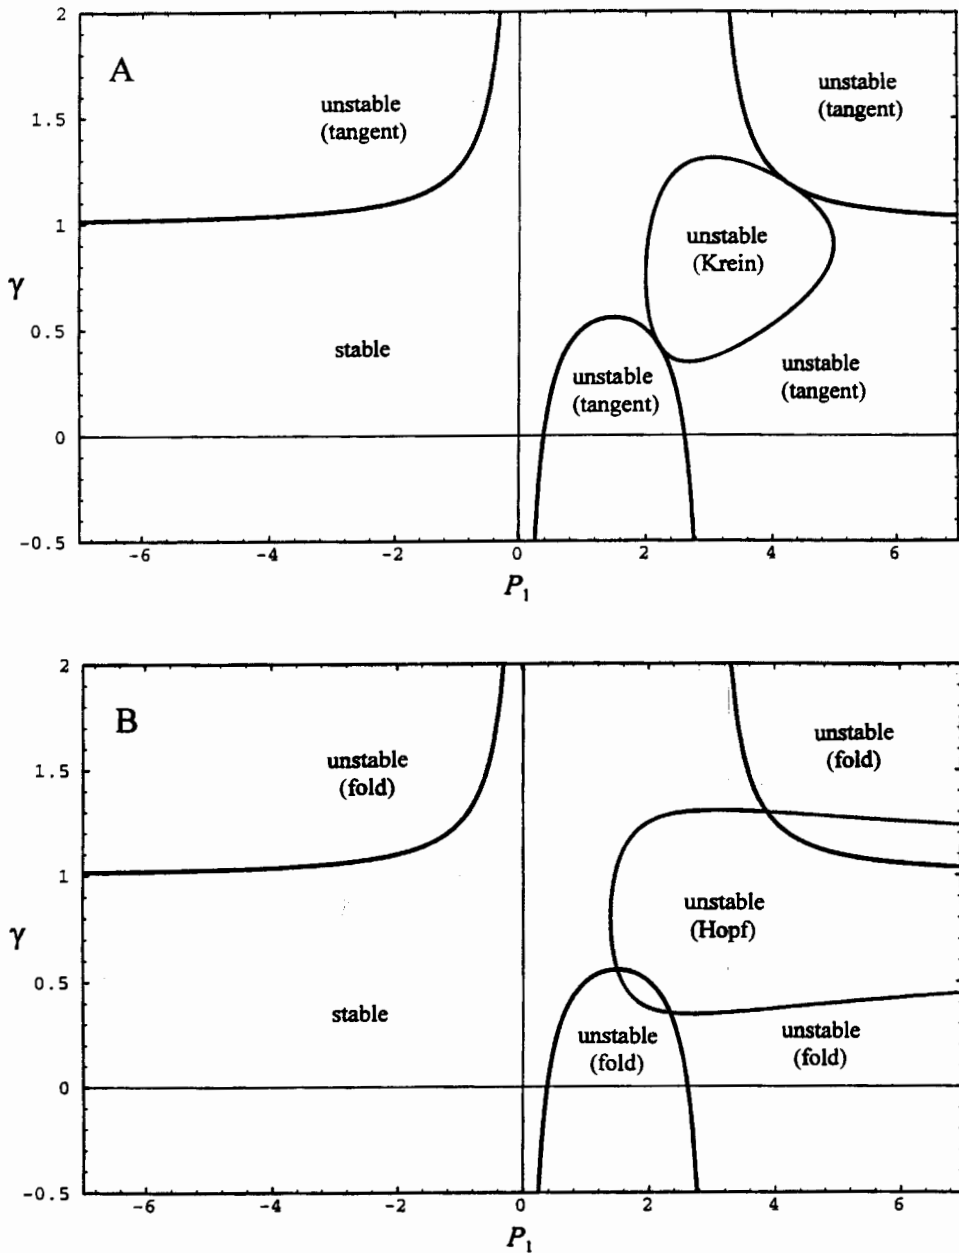 2
A
unstable
(tangent)
unstable
(tangent)
1.5
1
unstable
(Krein)
γ
0.5
stable
unstable
(tangent)
unstable
(tangent)
0
-0.5
-6 -4 -2 0 2 4 6
P1
2
B
unstable
(fold)
unstable
(fold)
1.5
1
unstable
(Hopf)
γ
0.5
stable
unstable
(fold)
unstable
(fold)
0
-0.5
-6 -4 -2 0 2 4 6
P1